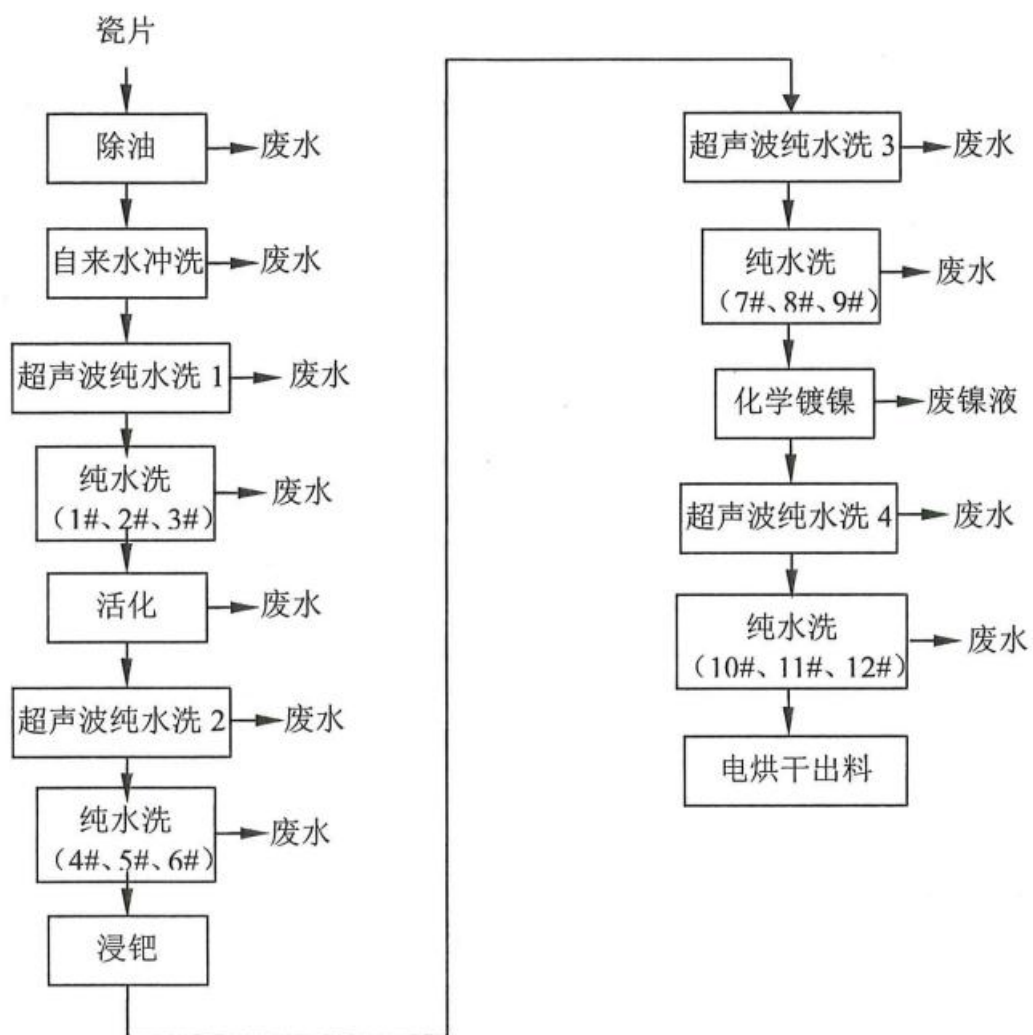 瓷片
除油
废水
自来水冲洗
废水
超声波纯水洗 1
废水
纯水洗
（1#、2#、3#）
废水
活化
废水
超声波纯水洗 2
废水
纯水洗
（4#、5#、6#）
废水
浸钯
超声波纯水洗 3
废水
纯水洗
（7#、8#、9#）
废水
化学镀镍
废镍液
超声波纯水洗 4
废水
纯水洗
（10#、11#、12#）
废水
电烘干出料